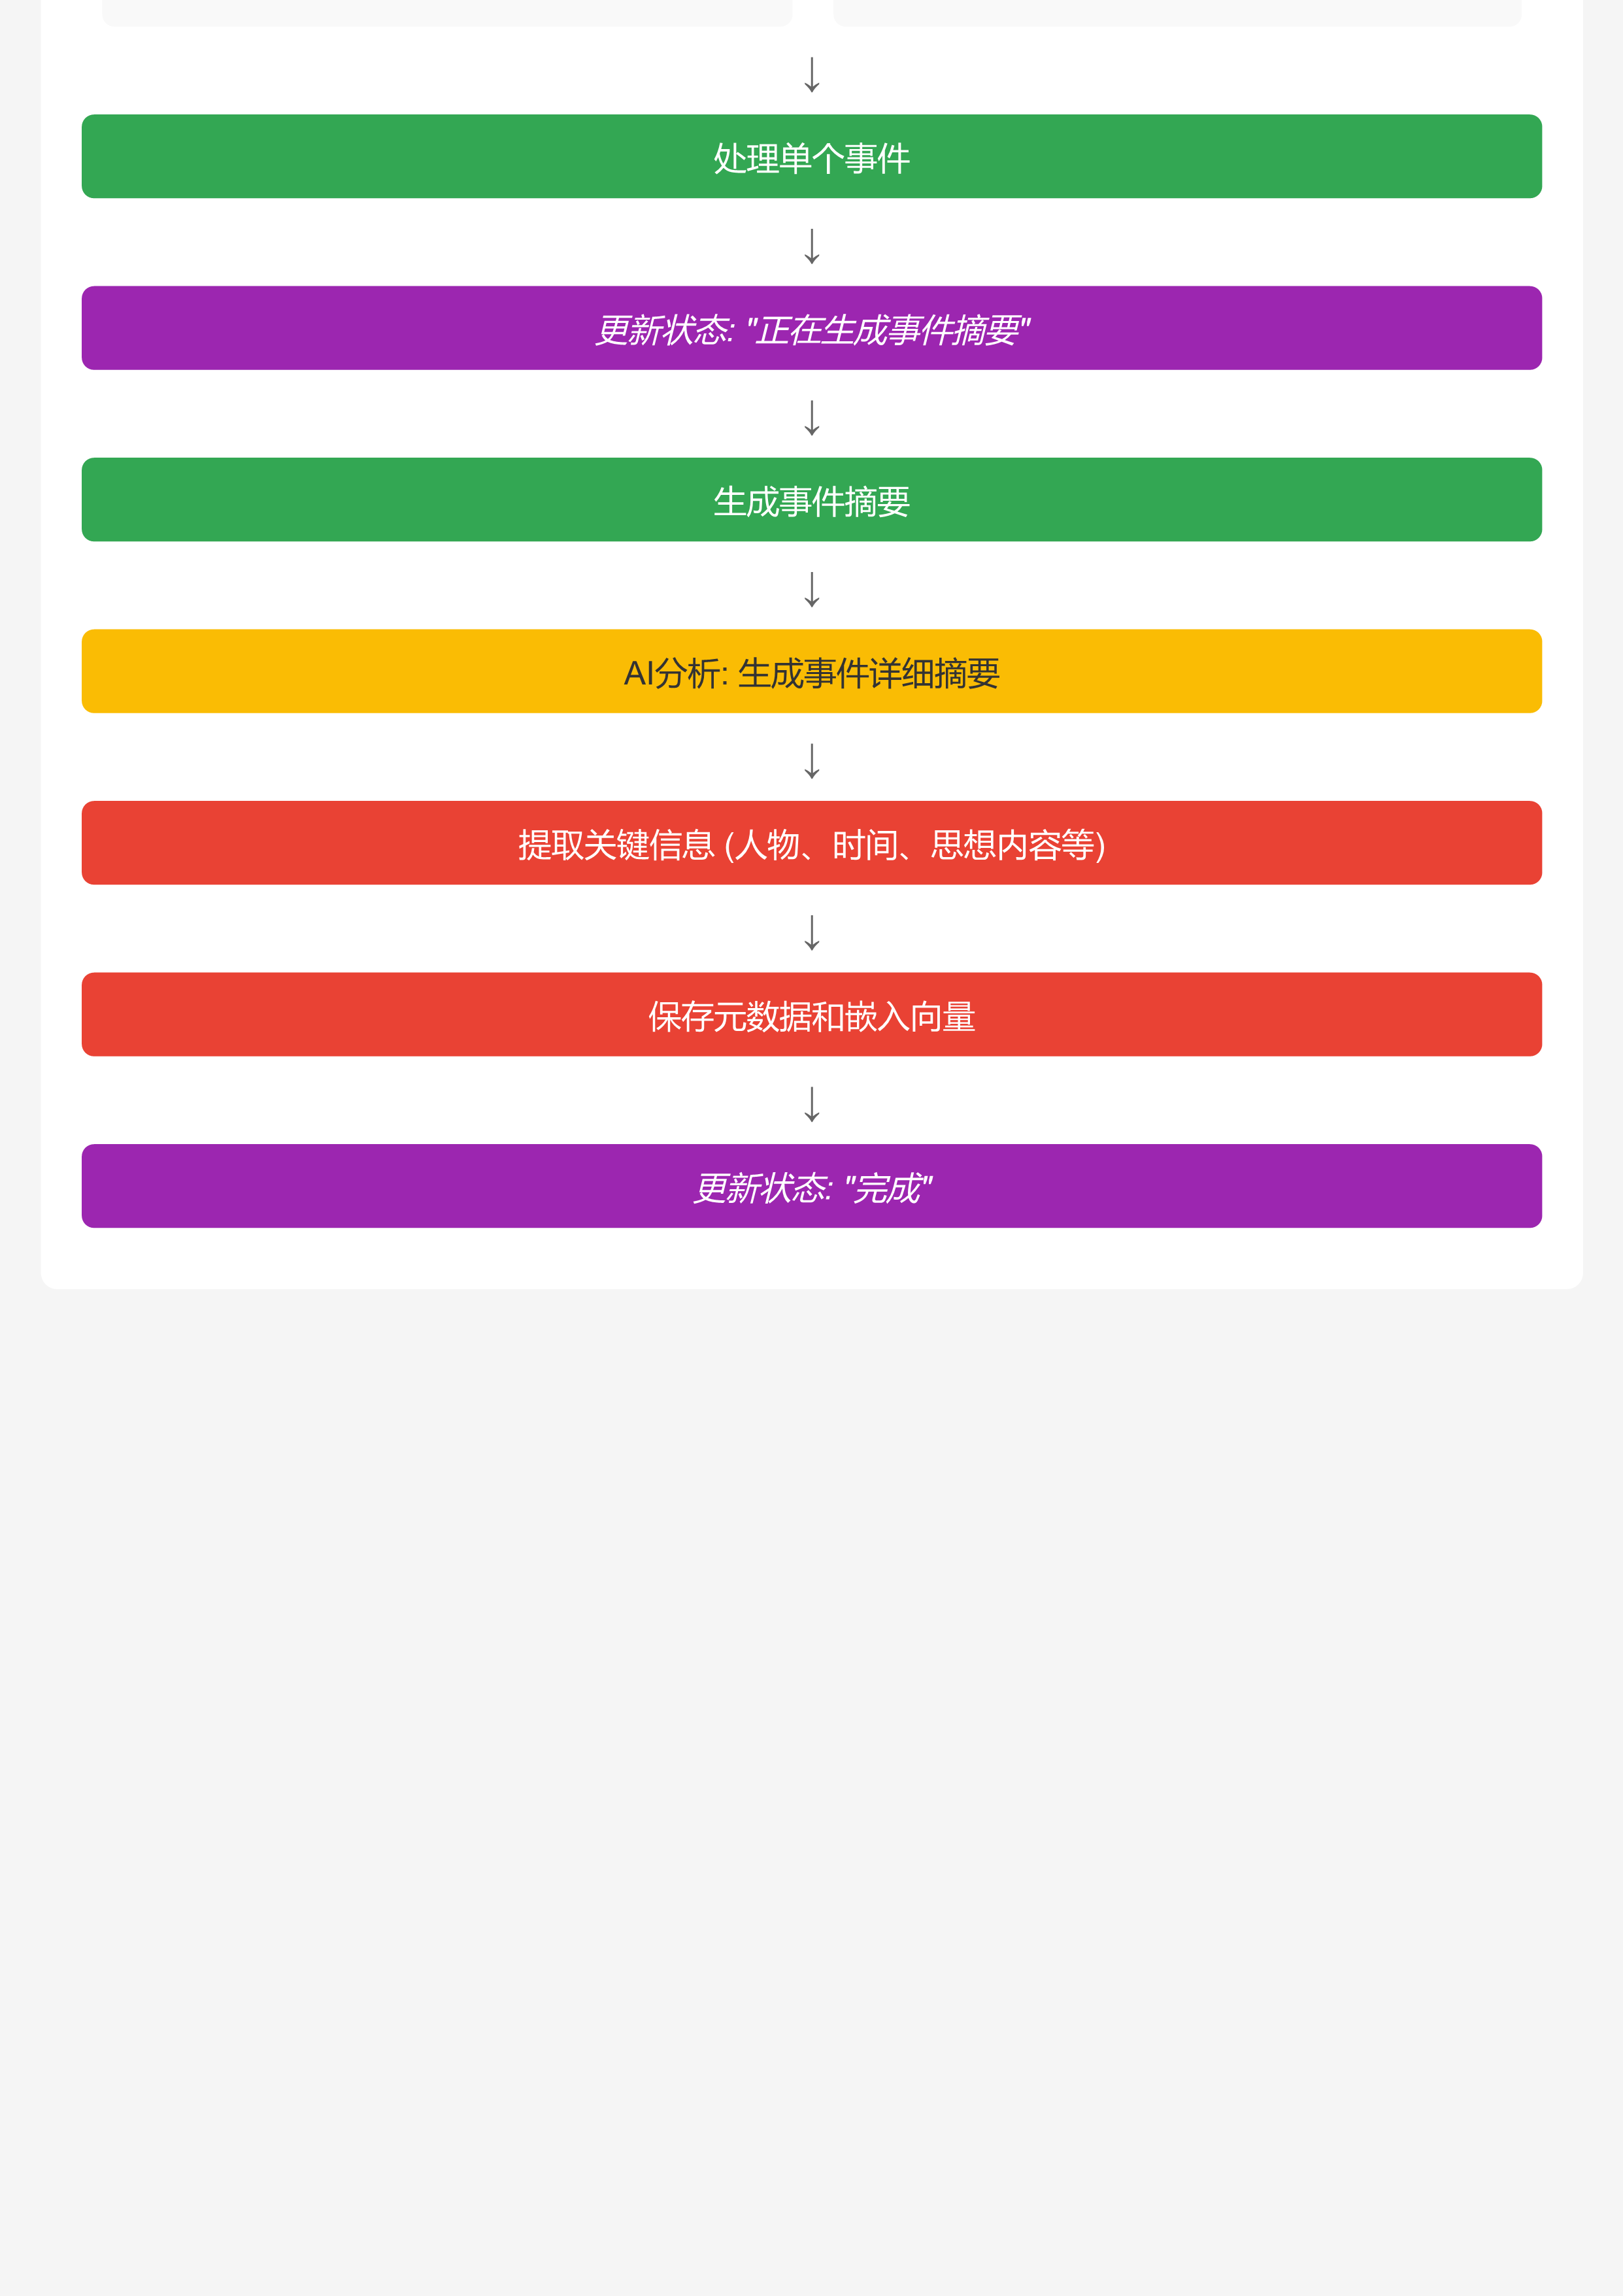 ↓
处理单个事件
↓
更新状态: "正在生成事件摘要"
↓
生成事件摘要
↓
AI分析: 生成事件详细摘要
↓
提取关键信息 (人物、时间、思想内容等)
↓
保存元数据和嵌入向量
↓
更新状态: "完成"